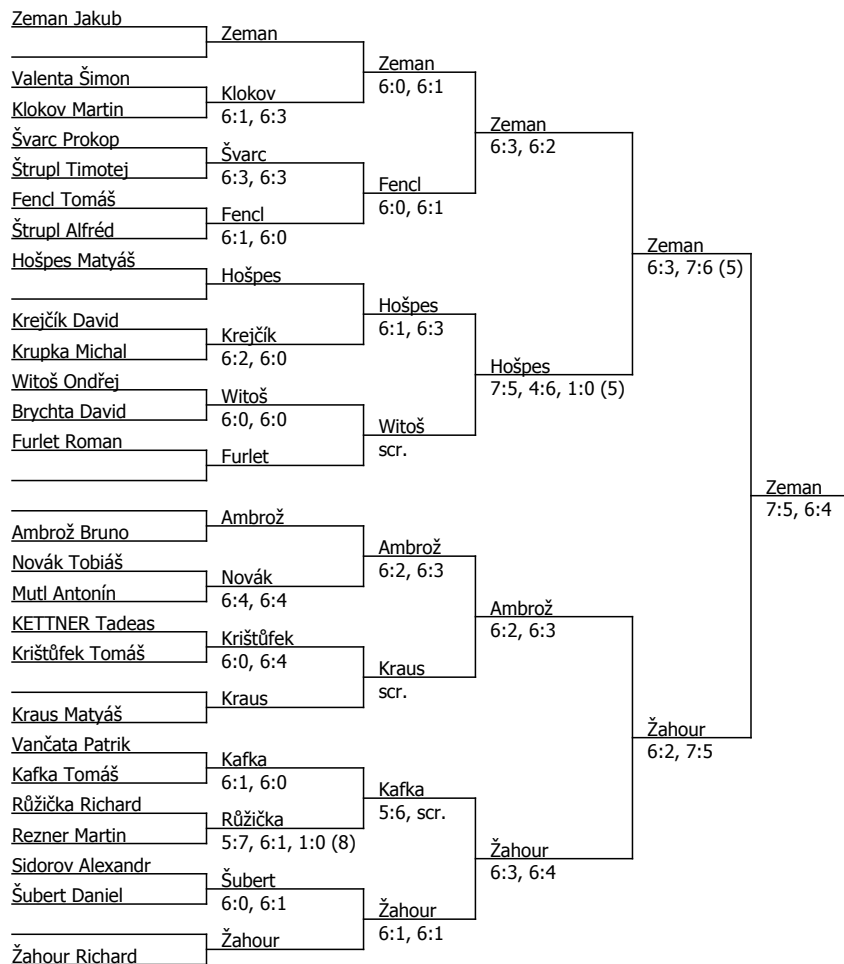 Zeman Jakub
Valenta Šimon
Klokov Martin
Švarc Prokop
Štrupl Timotej
Fencl Tomáš
Štrupl Alfréd
Hošpes Matyáš
Krejčík David
Krupka Michal
Witoš Ondřej
Brychta David
Furlet Roman
Ambrož Bruno
Novák Tobiáš
Mutl Antonín
KETTNER Tadeas
Krištůfek Tomáš
Kraus Matyáš
Vančata Patrik
Kafka Tomáš
Růžička Richard
Rezner Martin
Sidorov Alexandr
Šubert Daniel
Žahour Richard
Zeman
Klokov
6:1, 6:3
Švarc
6:3, 6:3
Fencl
6:1, 6:0
Hošpes
Krejčík
6:2, 6:0
Witoš
6:0, 6:0
Furlet
Ambrož
Novák
6:4, 6:4
Krištůfek
6:0, 6:4
Kraus
Kafka
6:1, 6:0
Růžička
5:7, 6:1, 1:0 (8)
Šubert
6:0, 6:1
Žahour
Zeman
6:0, 6:1
Fencl
6:0, 6:1
Hošpes
6:1, 6:3
Witoš
scr.
Ambrož
6:2, 6:3
Kraus
scr.
Kafka
5:6, scr.
Žahour
6:1, 6:1
Zeman
6:3, 6:2
Hošpes
7:5, 4:6, 1:0 (5)
Ambrož
6:2, 6:3
Žahour
6:3, 6:4
Zeman
6:3, 7:6 (5)
Žahour
6:2, 7:5
Zeman
7:5, 6:4